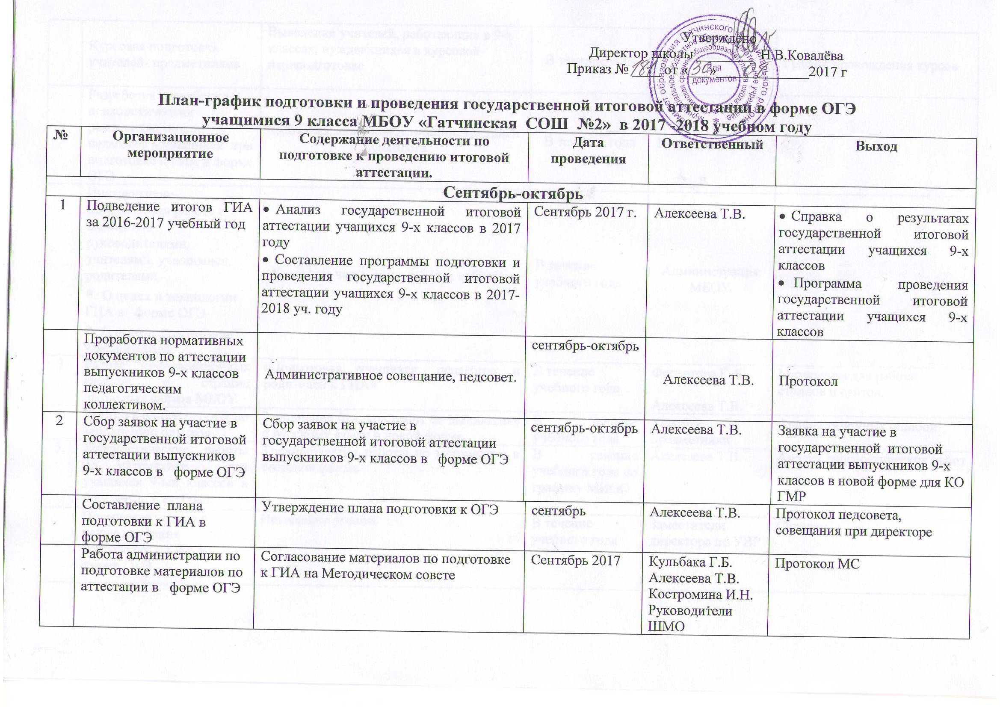 Утверждено
Директор школы Н.В.Ковалёва
Приказ № 181 от «30» 08 2017 г
Для
документов
План-график подготовки и проведения государственной итоговой аттестации в форме ОГЭ
учащимися 9 класса МБОУ «Гатчинская СОШ №2» в 2017 -2018 учебном году
№
Организационное
мероприятие
Содержание деятельности по
подготовке к проведению итоговой
аттестации.
Дата
проведения
Ответственный
Выход
Сентябрь-октябрь
1
Подведение итогов ГИА
за 2016-2017 учебный год
• Анализ государственной итоговой
аттестации учащихся 9-х классов в 2017
году
• Составление программы подготовки и
проведения государственной итоговой
аттестации учащихся 9-х классов в 2017-
2018 уч. году
Сентябрь 2017 г.
Алексеева Т.В.
• Справка о результатах
государственной итоговой
аттестации учащихся 9-х
классов
• Программа проведения
государственной итоговой
аттестации учащихся 9-х
классов
Проработка нормативных
документов по аттестации
выпускников 9-х классов
педагогическим
коллективом.
Административное совещание, педсовет.
сентябрь-октябрь
Алексеева Т.В.
Протокол
2
Сбор заявок на участие в
государственной итоговой
аттестации выпускников
9-х классов в форме ОГЭ
Сбор заявок на участие в
государственной итоговой аттестации
выпускников 9-х классов в форме ОГЭ
сентябрь-октябрь
Алексеева Т.В.
Заявка на участие в
государственной итоговой
аттестации выпускников 9-х
классов в новой форме для КО
ГМР
Составление плана
подготовки к ГИА в
форме ОГЭ
Утверждение плана подготовки к ОГЭ
сентябрь
Алексеева Т.В.
Протокол педсовета,
совещания при директоре
Работа администрации по
подготовке материалов по
аттестации в форме ОГЭ
Согласование материалов по подготовке
к ГИА на Методическом совете
Сентябрь 2017
Кульбака Г.Б.
Алексеева Т.В.
Костромина И.Н.
Руководители
ШМО
Протокол МС